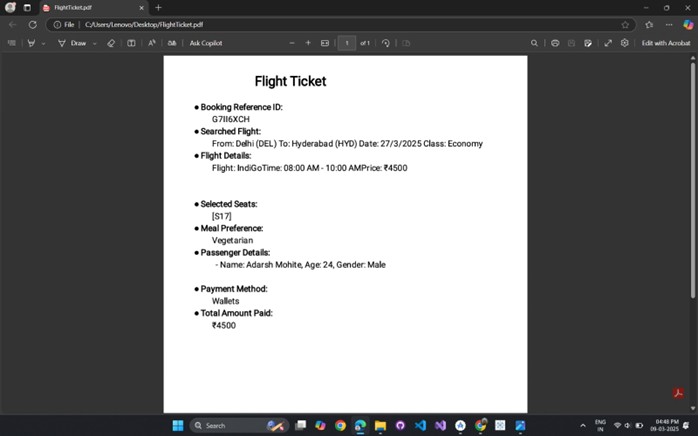 FlightTicket.pdf
File
C:/Users/Lenovo/Desktop/FlightTicket.pdf
Draw
Ask Copilot
1
of 1
Edit with Acrobat
Flight Ticket
● Booking Reference ID:
G7II6XCH
● Searched Flight:
From: Delhi (DEL) To: Hyderabad (HYD) Date: 27/3/2025 Class: Economy
● Flight Details:
Flight: IndiGoTime: 08:00 AM - 10:00 AMPrice: ₹4500
● Selected Seats:
[S17]
● Meal Preference:
Vegetarian
● Passenger Details:
- Name: Adarsh Mohite, Age: 24, Gender: Male
● Payment Method:
Wallets
● Total Amount Paid:
₹4500
Search
ENG
IN
04:48 PM
09-03-2025